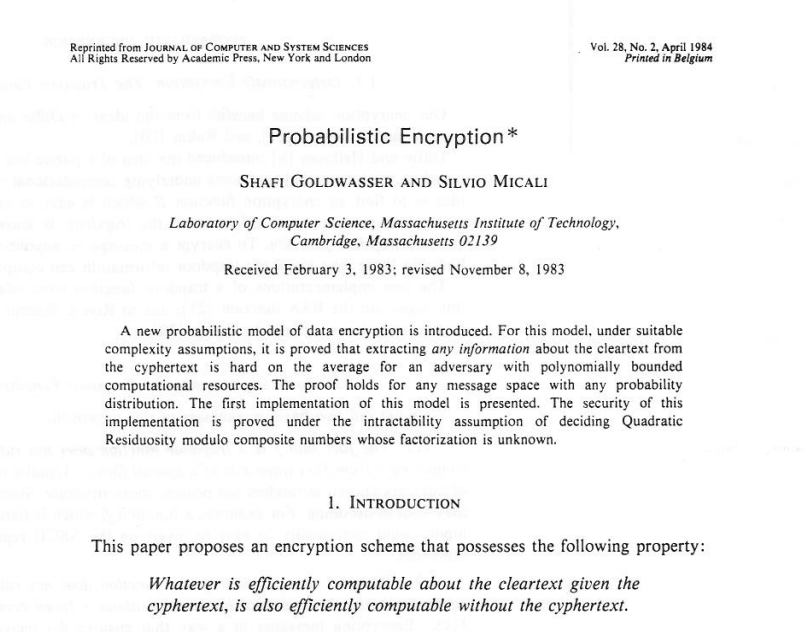 Reprinted from JOURNAL OF COMPUTER AND SYSTEM SCIENCES
All Rights Reserved by Academic Press, New York and London
Vol. 28, No. 2, April 1984
Printed in Belgium
Probabilistic Encryption*
SHAFI GOLDWASSER AND SILVIO MICALI
Laboratory of Computer Science, Massachusetts Institute of Technology,
Cambridge, Massachusetts 02139
Received February 3, 1983; revised November 8, 1983
A new probabilistic model of data encryption is introduced. For this model, under suitable
complexity assumptions, it is proved that extracting any information about the cleartext from
the cyphertext is hard on the average for an adversary with polynomially bounded
computational resources. The proof holds for any message space with any probability
distribution. The first implementation of this model is presented. The security of this
implementation is proved under the intractability assumption of deciding Quadratic
Residuosity modulo composite numbers whose factorization is unknown.
1. INTRODUCTION
This paper proposes an encryption scheme that possesses the following property:
Whatever is efficiently computable about the cleartext given the
cyphertext, is also efficiently computable without the cyphertext.